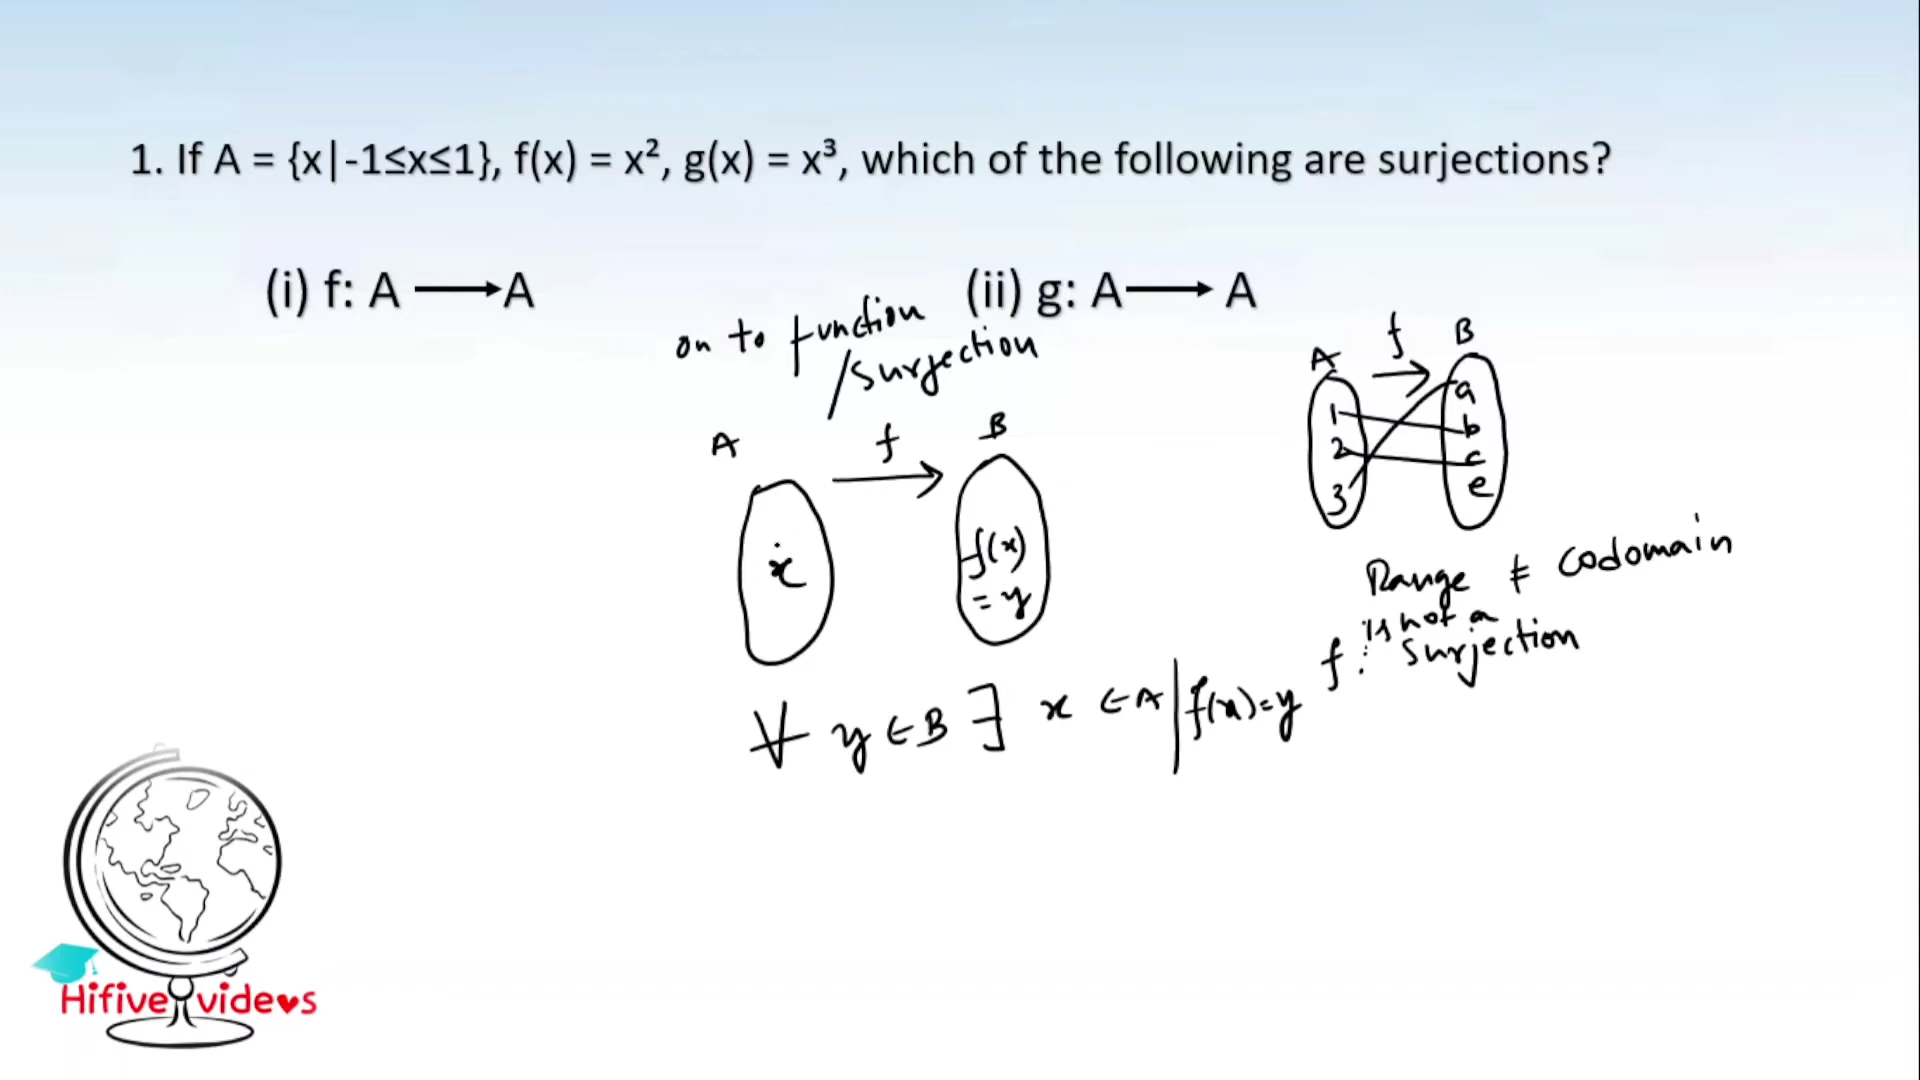 1. If A = {x|-1≤x≤1}, f(x) = x², g(x) = x³, which of the following are surjections?
(i) f: A ⟶ A
(ii) g: A ⟶ A
on to function
/surjection
A f B
x
f(x)
= y
∀ y ∈ B ∃ x ∈ A | f(x)=y
A f B
1
2
3
a
b
c
e
Range ≠ codomain
f is not a
surjection
Hifive videos